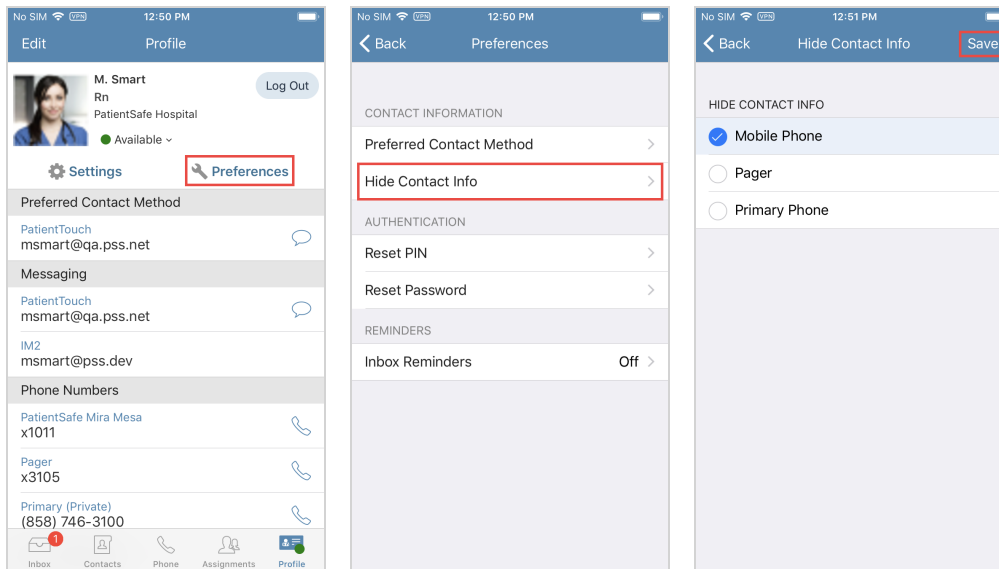 No SIM VPN 12:50 PM
Edit Profile
M. Smart
Rn
PatientSafe Hospital
Available
Log Out
Settings Preferences
Preferred Contact Method
PatientTouch
msmart@qa.pss.net
Messaging
PatientTouch
msmart@qa.pss.net
IM2
msmart@pss.dev
Phone Numbers
PatientSafe Mira Mesa
x1011
Pager
x3105
Primary (Private)
(858) 746-3100
1
Inbox Contacts Phone Assignments Profile
No SIM VPN 12:50 PM
Back Preferences
CONTACT INFORMATION
Preferred Contact Method
Hide Contact Info
AUTHENTICATION
Reset PIN
Reset Password
REMINDERS
Inbox Reminders Off
No SIM VPN 12:51 PM
Back Hide Contact Info Save
HIDE CONTACT INFO
Mobile Phone
Pager
Primary Phone